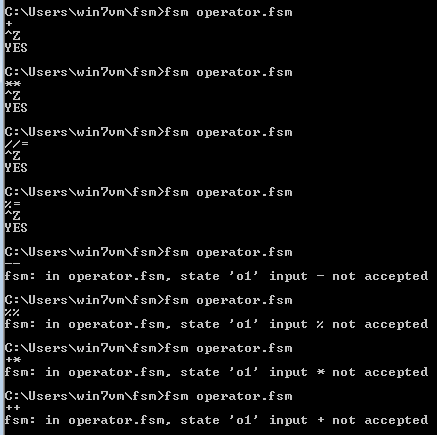 C:\Users\win7vm\fsm>fsm operator.fsm
+
^Z
YES
C:\Users\win7vm\fsm>fsm operator.fsm
**
^Z
YES
C:\Users\win7vm\fsm>fsm operator.fsm
//=
^Z
YES
C:\Users\win7vm\fsm>fsm operator.fsm
%=
^Z
YES
C:\Users\win7vm\fsm>fsm operator.fsm
--
fsm: in operator.fsm, state 'o1' input - not accepted
C:\Users\win7vm\fsm>fsm operator.fsm
%%
fsm: in operator.fsm, state 'o1' input % not accepted
C:\Users\win7vm\fsm>fsm operator.fsm
+*
fsm: in operator.fsm, state 'o1' input * not accepted
C:\Users\win7vm\fsm>fsm operator.fsm
++
fsm: in operator.fsm, state 'o1' input + not accepted